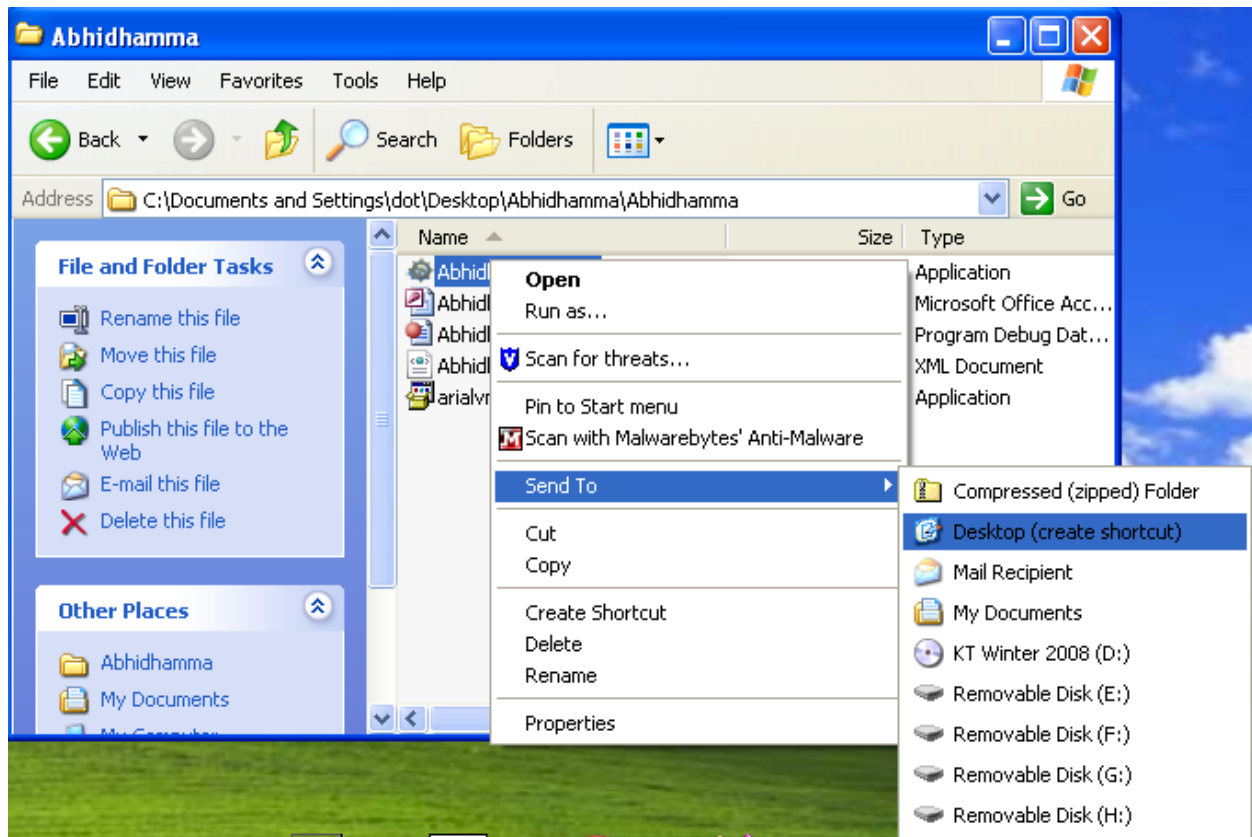 Abhidhamma
File Edit View Favorites Tools Help
Back Search Folders
Address C:\Documents and Settings\dot\Desktop\Abhidhamma\Abhidhamma Go
Name Size Type
File and Folder Tasks
Rename this file
Move this file
Copy this file
Publish this file to the
Web
E-mail this file
Delete this file
Other Places
Abhidhamma
My Documents
My Computer
Application
Microsoft Office Acc...
Program Debug Dat...
XML Document
Application
Open
Run as...
Scan for threats...
Pin to Start menu
Scan with Malwarebytes' Anti-Malware
Send To
Cut
Copy
Create Shortcut
Delete
Rename
Properties
Compressed (zipped) Folder
Desktop (create shortcut)
Mail Recipient
My Documents
KT Winter 2008 (D:)
Removable Disk (E:)
Removable Disk (F:)
Removable Disk (G:)
Removable Disk (H:)